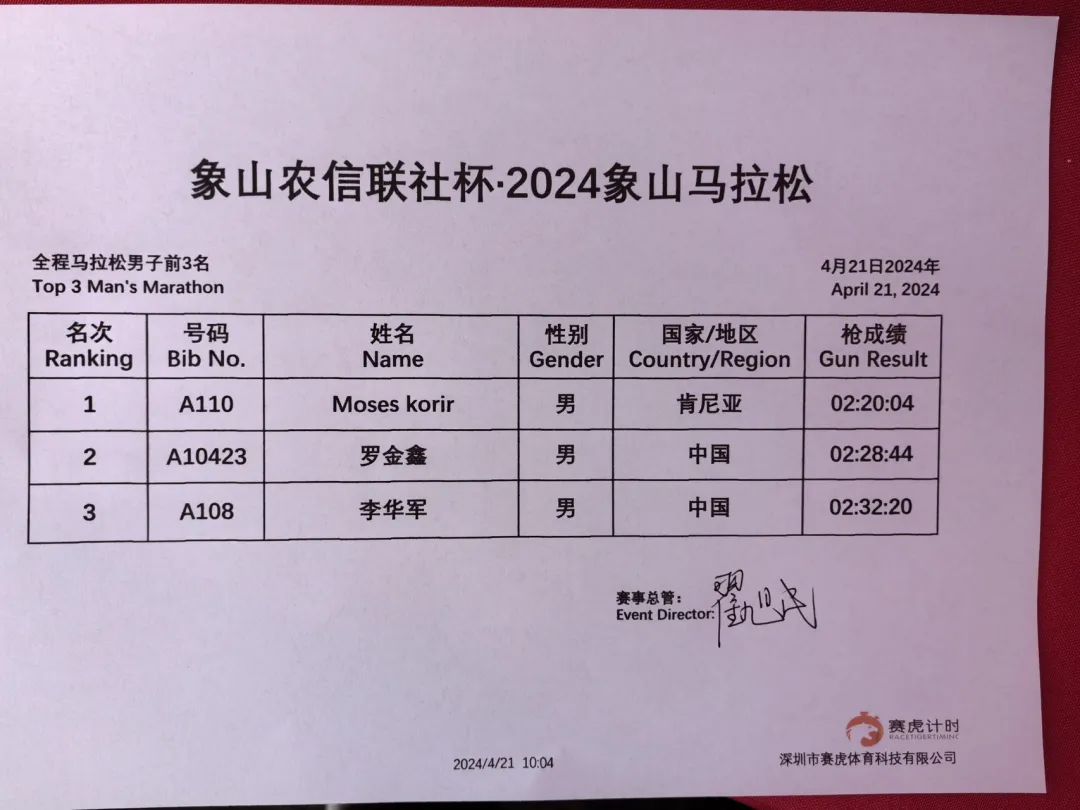 象山农信联社杯·2024象山马拉松
全程马拉松男子前3名
Top 3 Man's Marathon
4月21日2024年
April 21, 2024
名次 号码 姓名 性别 国家/地区 枪成绩
Ranking Bib No. Name Gender Country/Region Gun Result
1 A110 Moses korir 男 肯尼亚 02:20:04
2 A10423 罗金鑫 男 中国 02:28:44
3 A108 李华军 男 中国 02:32:20
赛事总管：
Event Director:
赛虎计时
RACETIGERTIMING
深圳市赛虎体育科技有限公司
2024/4/21 10:04